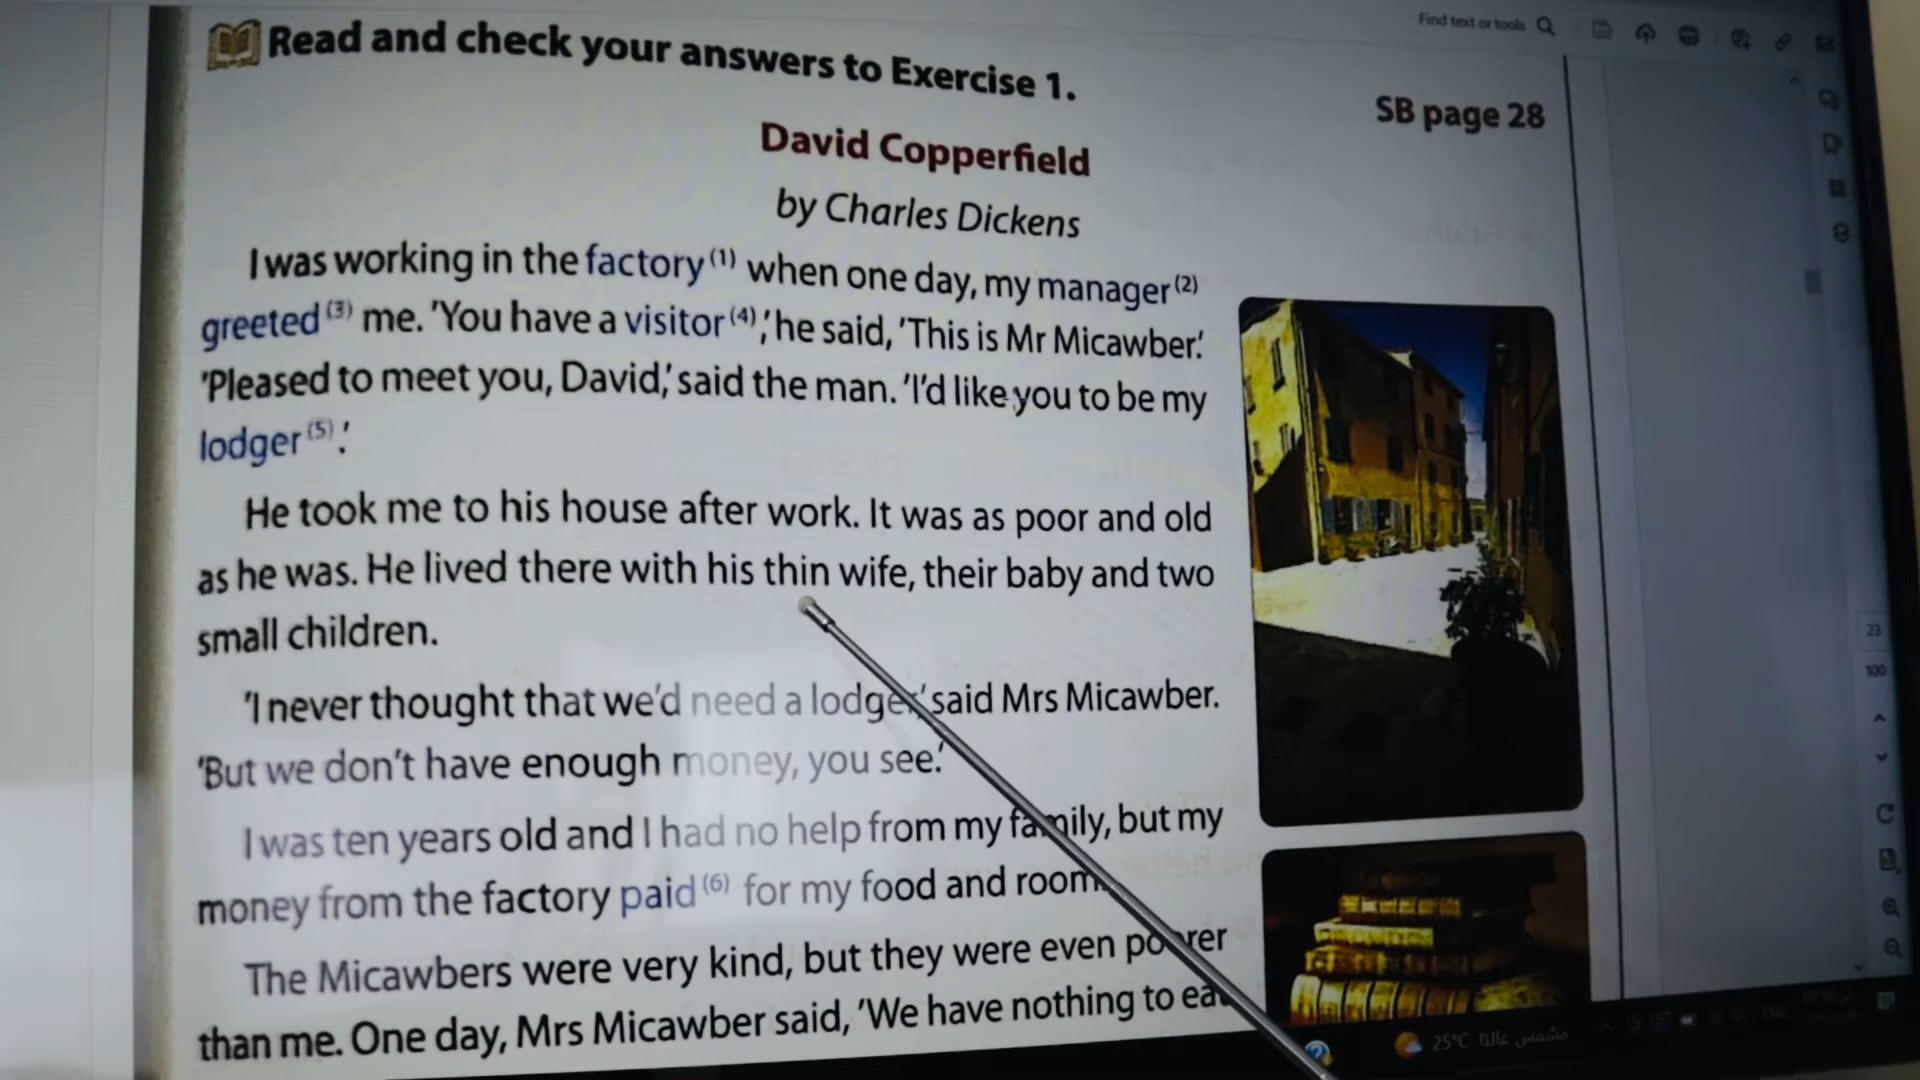 Find text or tools
Read and check your answers to Exercise 1.
SB page 28
David Copperfield
by Charles Dickens
I was working in the factory (1) when one day, my manager (2)
greeted (3) me. 'You have a visitor (4),' he said, 'This is Mr Micawber.'
'Pleased to meet you, David,' said the man. 'I'd like you to be my
lodger (5).'
He took me to his house after work. It was as poor and old
as he was. He lived there with his thin wife, their baby and two
small children.
'I never thought that we'd need a lodger,' said Mrs Micawber.
'But we don't have enough money, you see.'
I was ten years old and I had no help from my family, but my
money from the factory paid (6) for my food and room.
The Micawbers were very kind, but they were even poorer
than me. One day, Mrs Micawber said, 'We have nothing to eat
23
100
25°C مشمس غالبًا